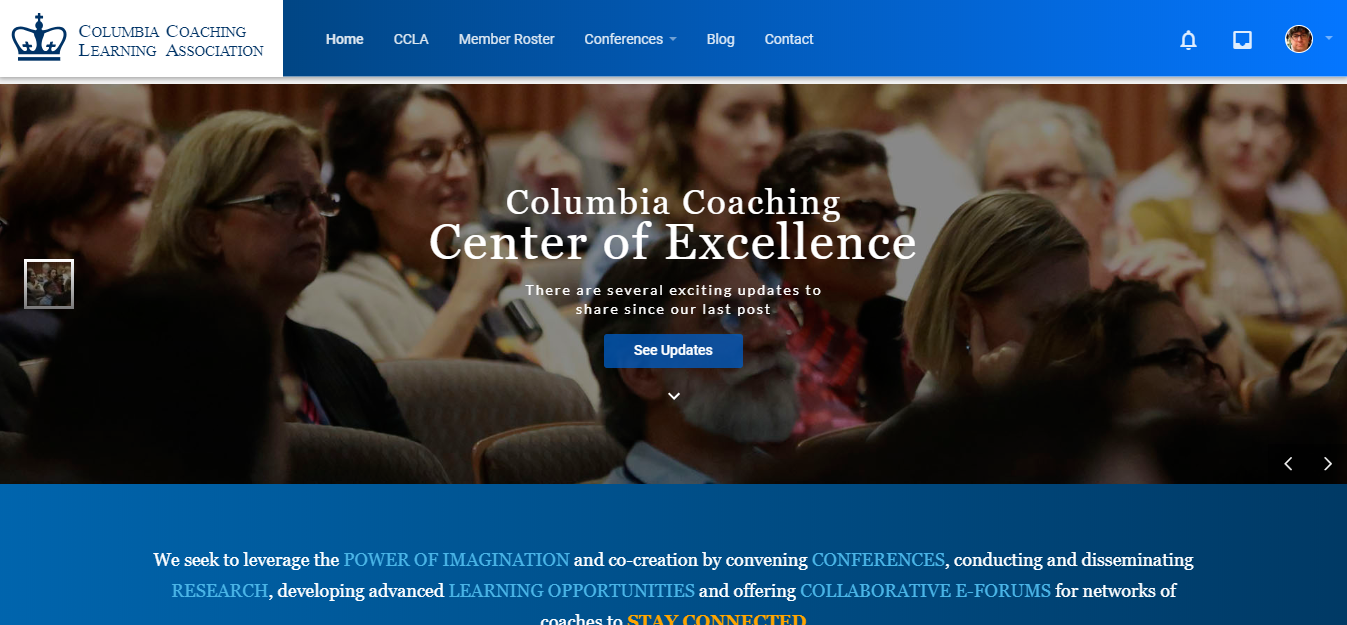 COLUMBIA COACHING
LEARNING ASSOCIATION
Home CCLA Member Roster Conferences Blog Contact
Columbia Coaching
Center of Excellence
There are several exciting updates to
share since our last post
See Updates
We seek to leverage the POWER OF IMAGINATION and co-creation by convening CONFERENCES, conducting and disseminating
RESEARCH, developing advanced LEARNING OPPORTUNITIES and offering COLLABORATIVE E-FORUMS for networks of
coaches to STAY CONNECTED